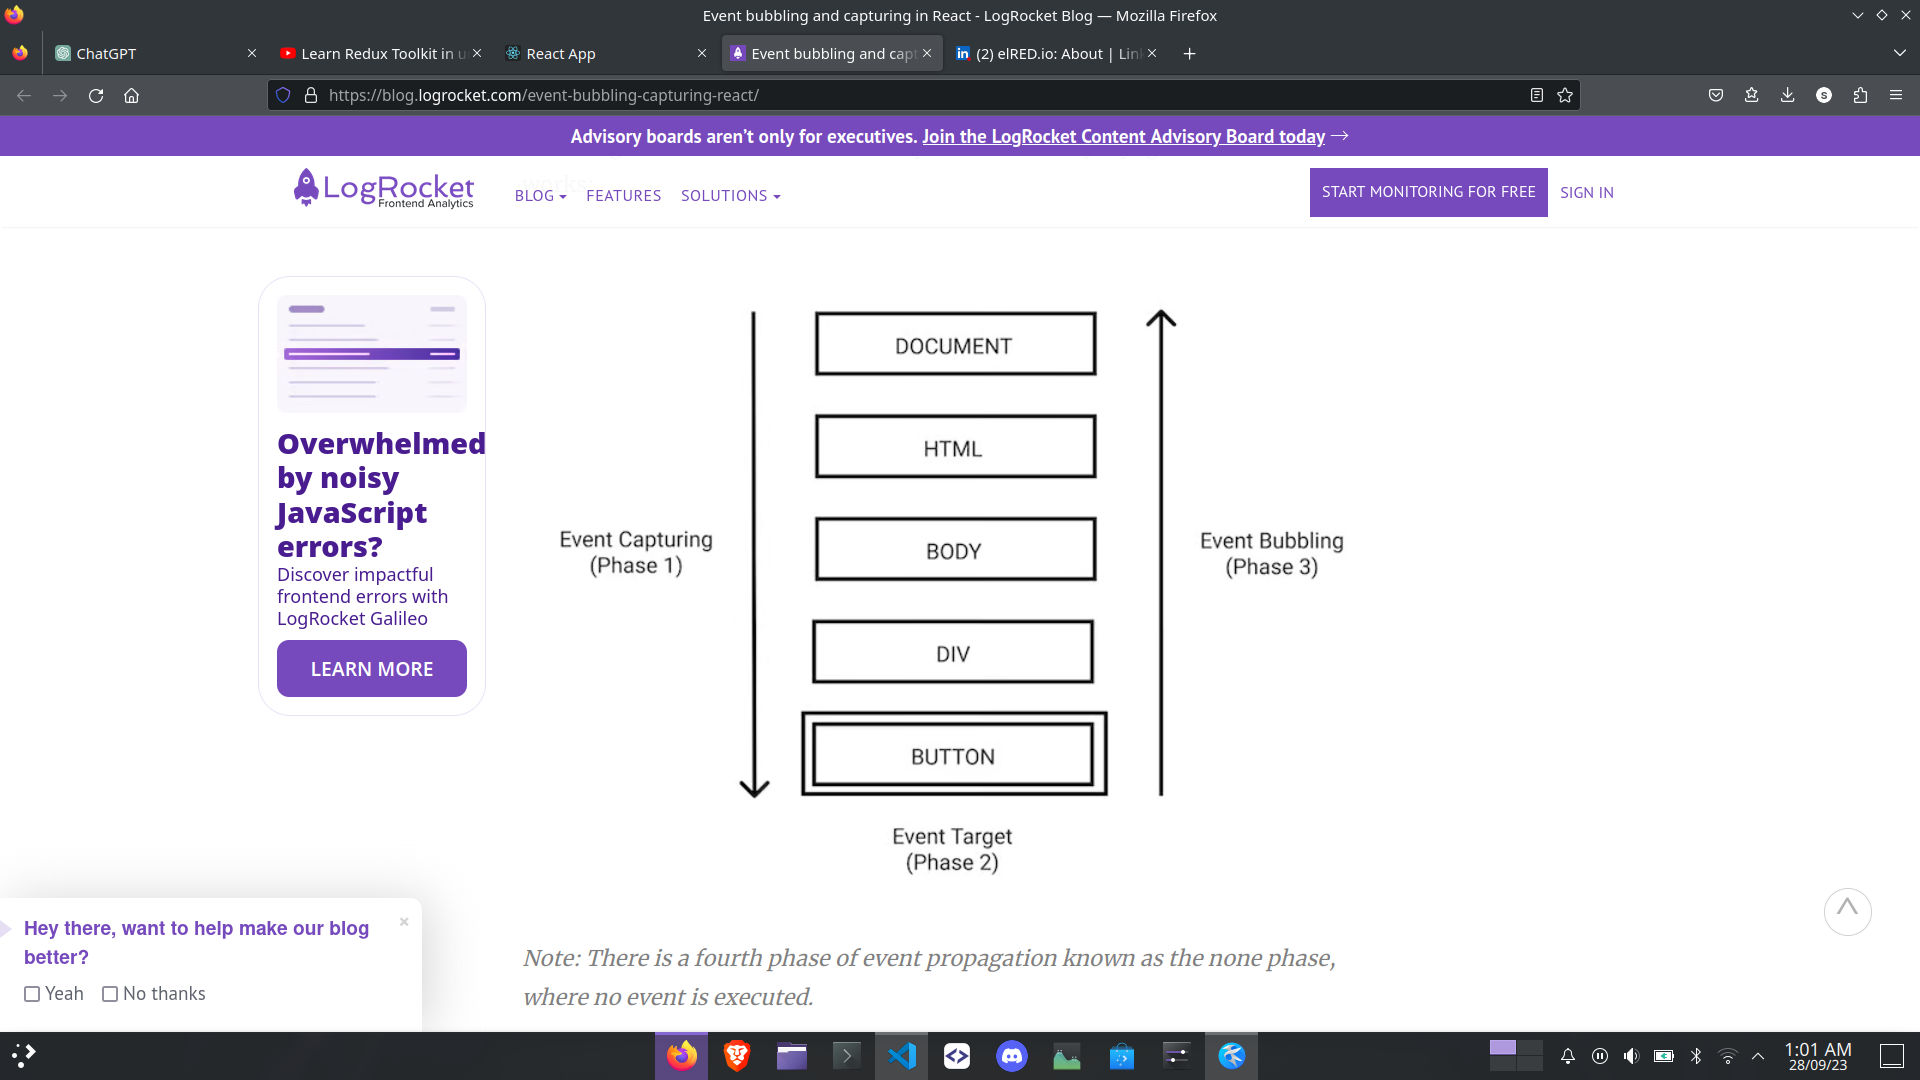 Event bubbling and capturing in React - LogRocket Blog — Mozilla Firefox
ChatGPT
Learn Redux Toolkit in u
React App
Event bubbling and capt
(2) elRED.io: About | Lin
https://blog.logrocket.com/event-bubbling-capturing-react/
S
Advisory boards aren’t only for executives. Join the LogRocket Content Advisory Board today →
LogRocket
Frontend Analytics
BLOG
FEATURES
SOLUTIONS
START MONITORING FOR FREE
SIGN IN
Overwhelmed
by noisy
JavaScript
errors?
Discover impactful
frontend errors with
LogRocket Galileo
LEARN MORE
DOCUMENT
HTML
BODY
DIV
BUTTON
Event Capturing
(Phase 1)
Event Bubbling
(Phase 3)
Event Target
(Phase 2)
Note: There is a fourth phase of event propagation known as the none phase,
where no event is executed.
Hey there, want to help make our blog
better?
×
Yeah
No thanks
1:01 AM
28/09/23